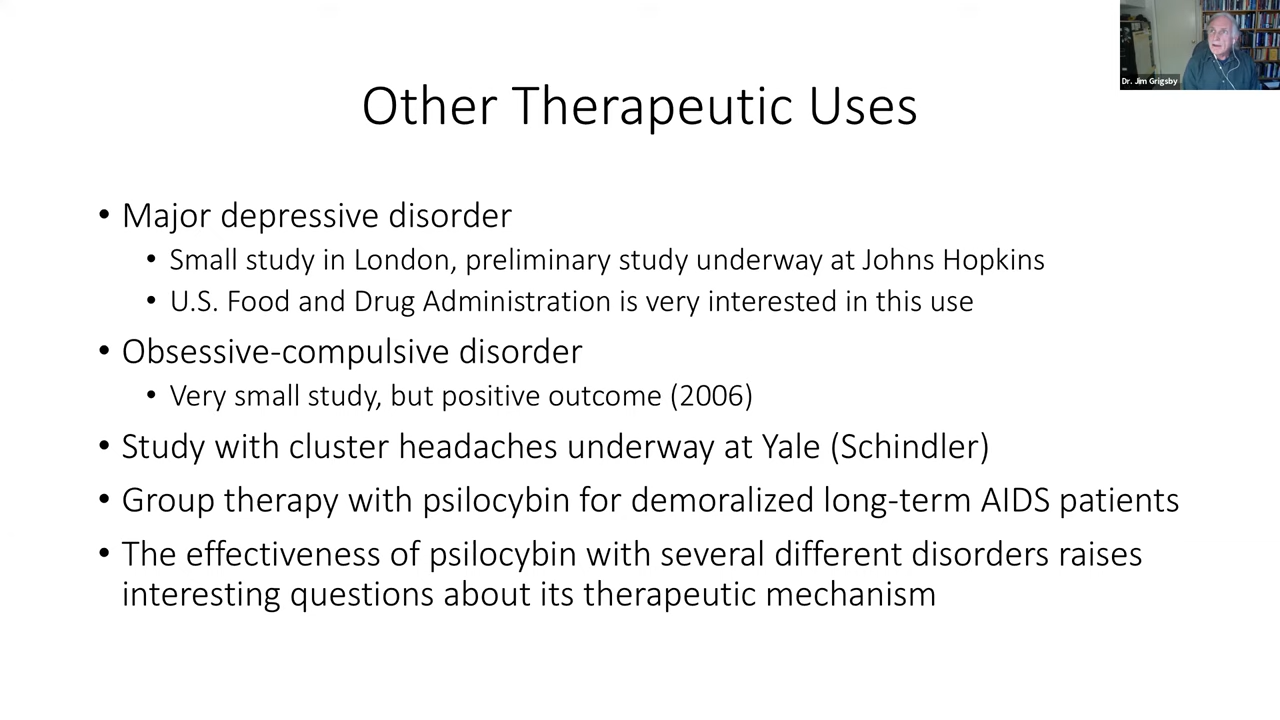 Dr. Jim Grigsby
Other Therapeutic Uses
• Major depressive disorder
• Small study in London, preliminary study underway at Johns Hopkins
• U.S. Food and Drug Administration is very interested in this use
• Obsessive-compulsive disorder
• Very small study, but positive outcome (2006)
• Study with cluster headaches underway at Yale (Schindler)
• Group therapy with psilocybin for demoralized long-term AIDS patients
• The effectiveness of psilocybin with several different disorders raises
interesting questions about its therapeutic mechanism